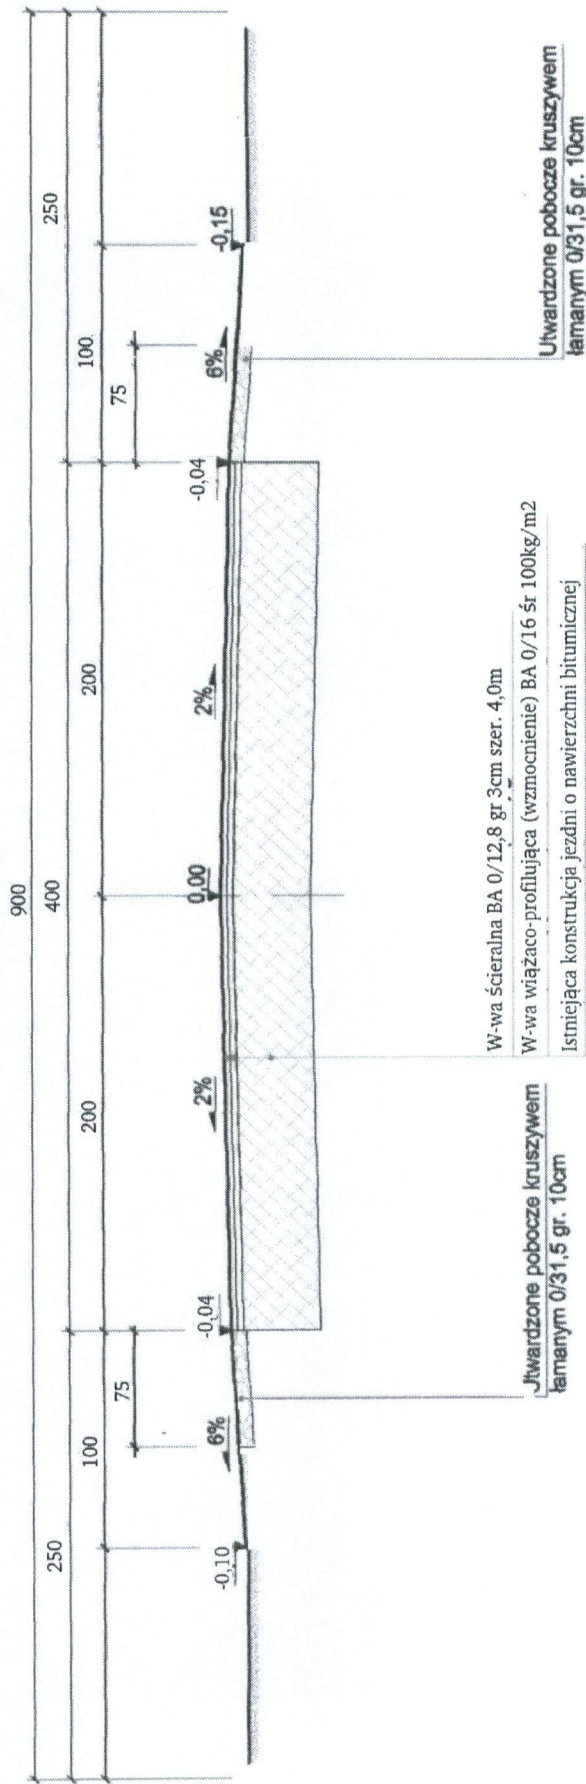 900
250
400
250
100
200
200
100
75
75
-0,10
6%
-0,04
2%
0,00
2%
-0,04
6%
-0,15
Jtwardzone pobocze kruszywem
łamanym 0/31,5 gr. 10cm
W-wa ścieralna BA 0/12,8 gr 3cm szer. 4,0m
W-wa wiążaco-profilująca (wzmocnienie) BA 0/16 śr 100kg/m2
Istniejąca konstrukcja jezdni o nawierzchni bitumicznej
Utwardzone pobocze kruszywem
łamanym 0/31,5 gr. 10cm